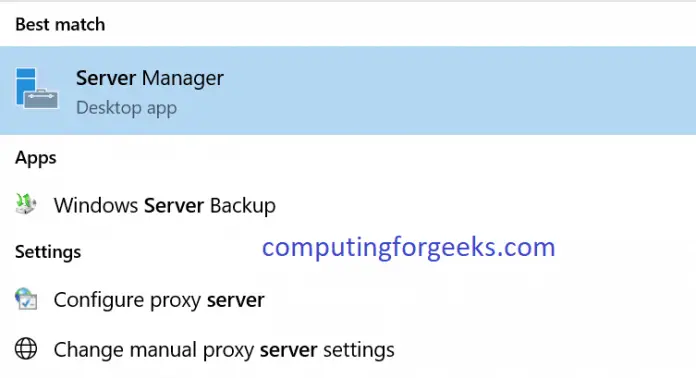 Best match
Server Manager
Desktop app
Apps
Windows Server Backup
Settings
computingforgeeks.com
Configure proxy server
Change manual proxy server settings